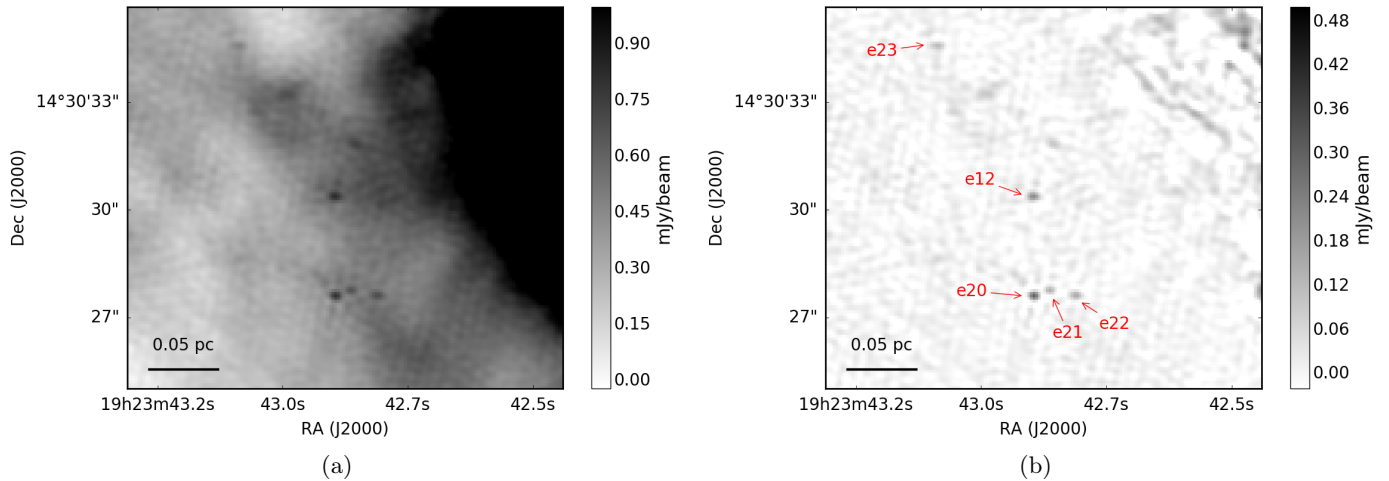 14°30'33"
30"
27"
Dec (J2000)
0.05 pc
19h23m43.2s 43.0s 42.7s 42.5s
RA (J2000)
0.90
0.75
0.60
0.45
0.30
0.15
0.00
mJy/beam
(a)
e23
e12
e20
e21
e22
14°30'33"
30"
27"
Dec (J2000)
0.05 pc
19h23m43.2s 43.0s 42.7s 42.5s
RA (J2000)
0.48
0.42
0.36
0.30
0.24
0.18
0.12
0.06
0.00
mJy/beam
(b)